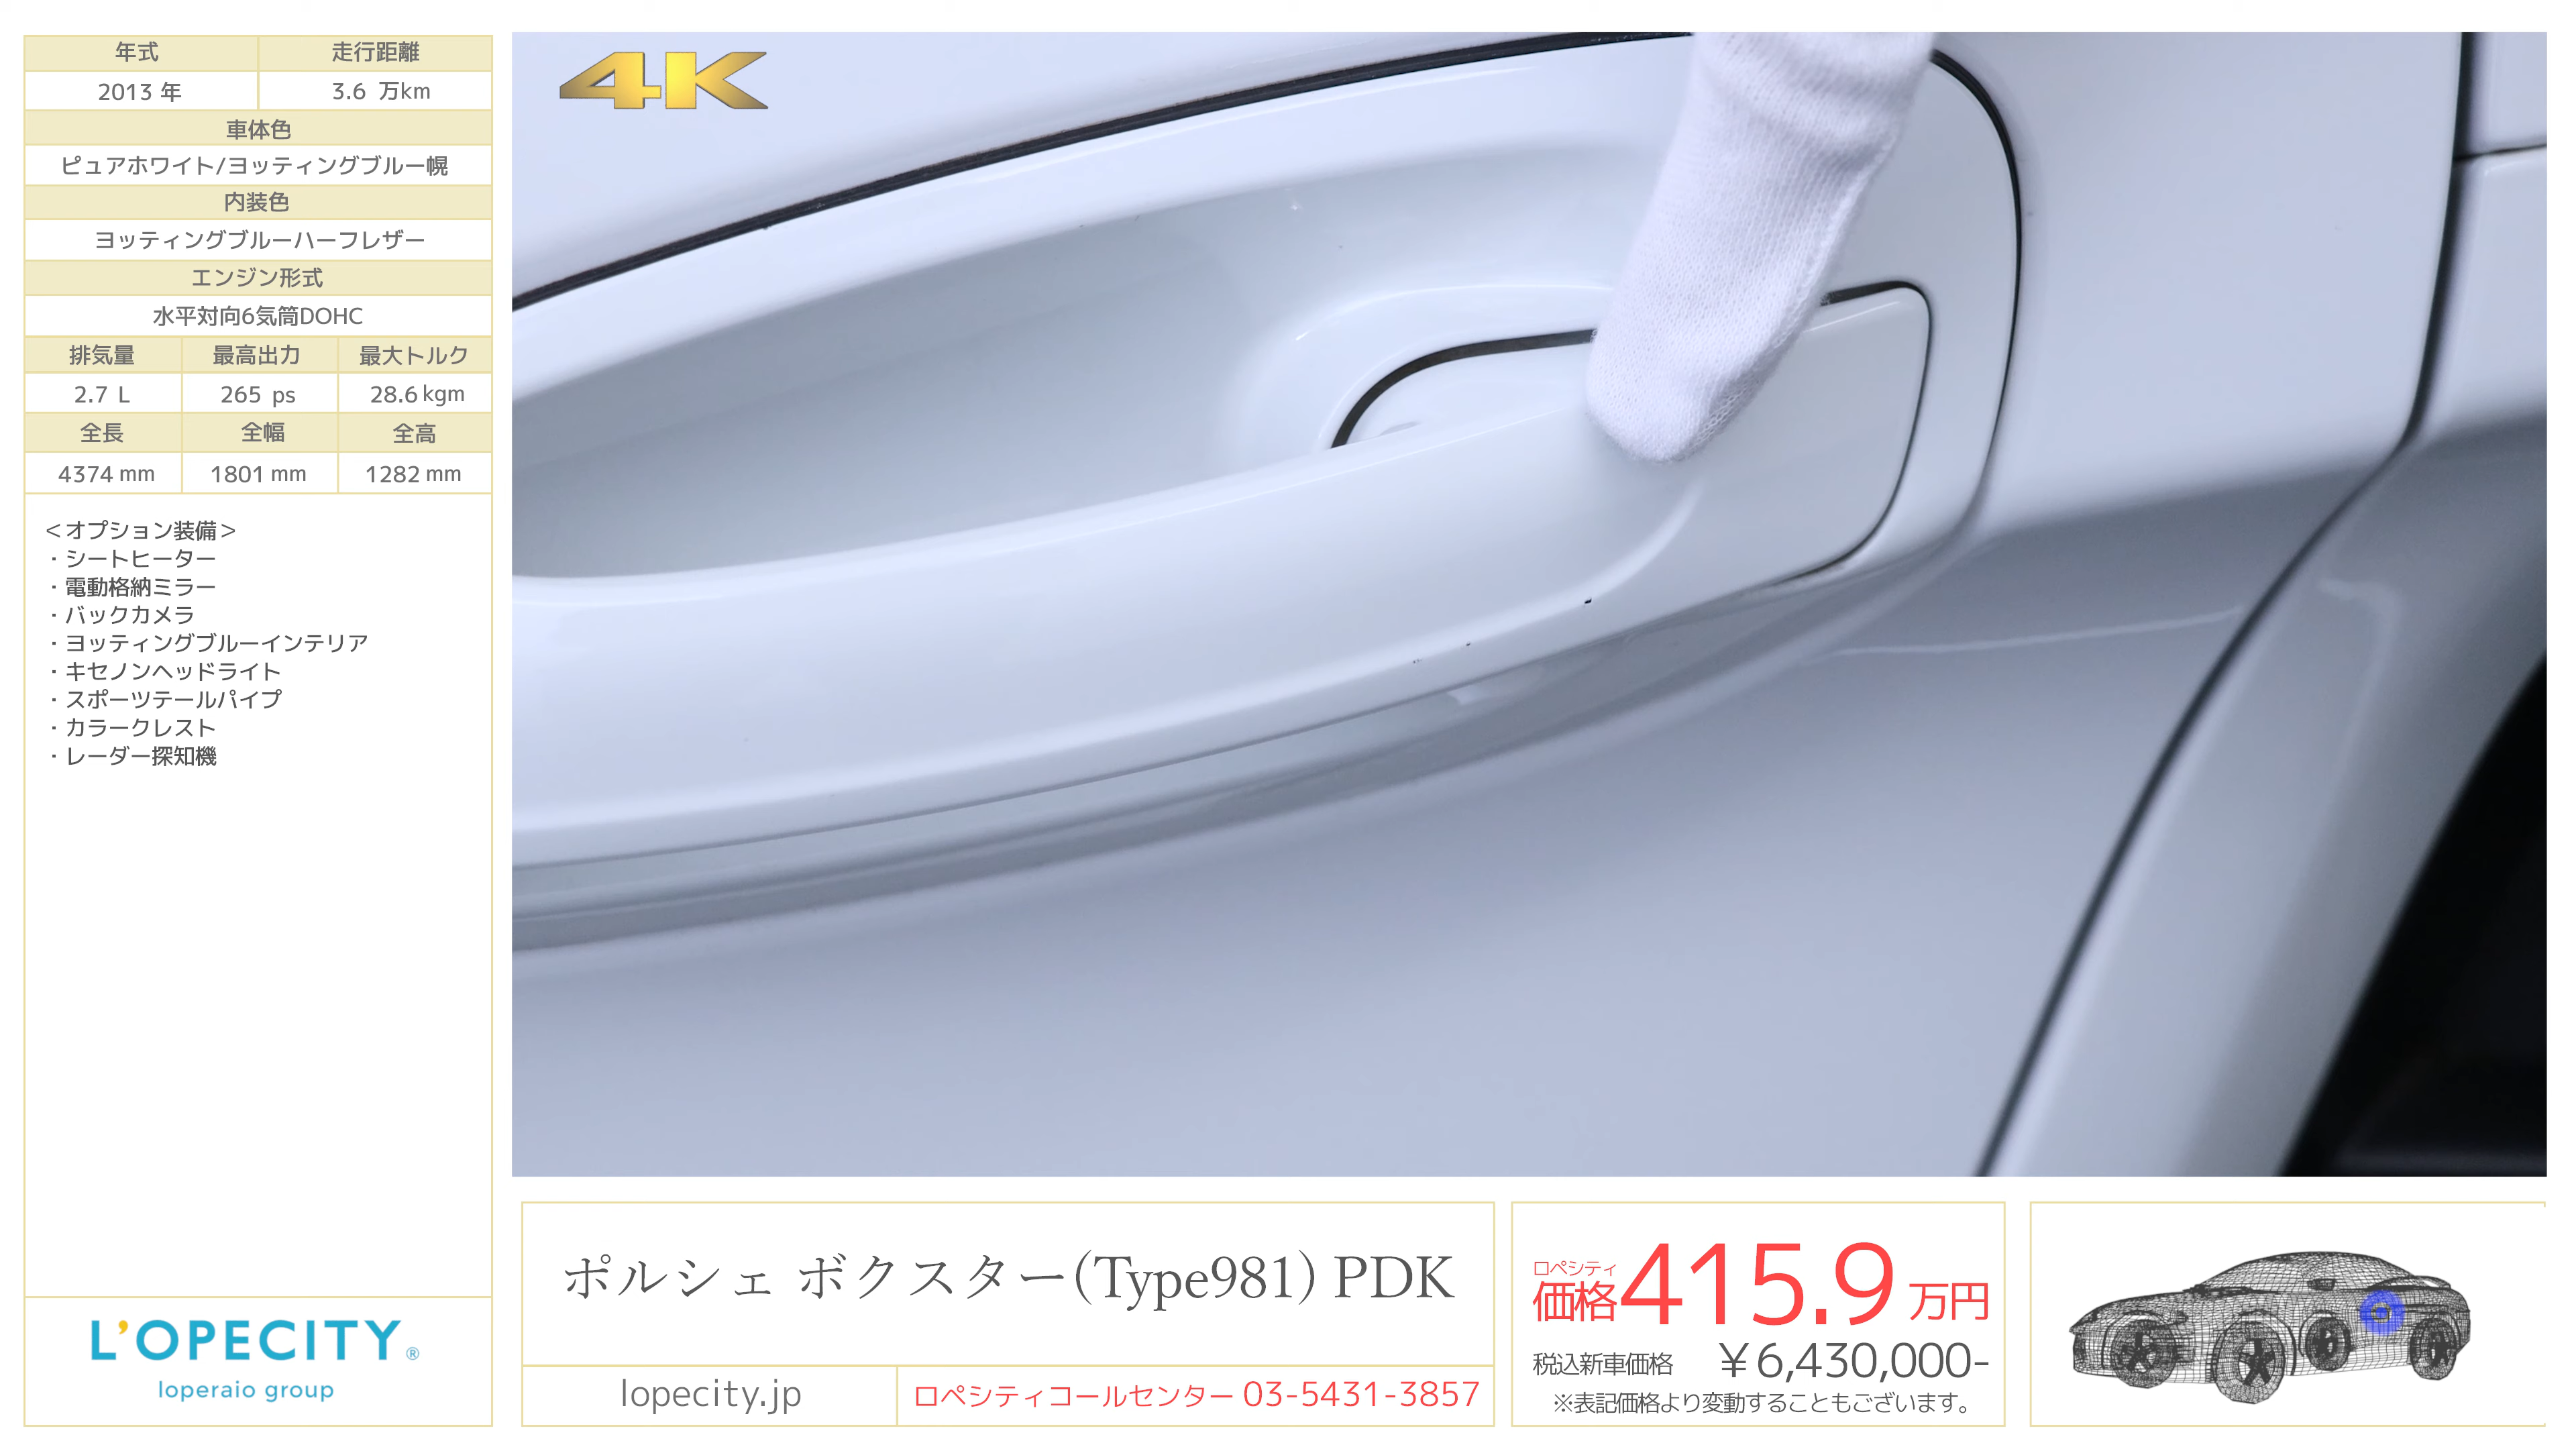 年式 走行距離
2013 年 3.6 万km
車体色
ピュアホワイト/ヨッティングブルー幌
内装色
ヨッティングブルーハーフレザー
エンジン形式
水平対向6気筒DOHC
排気量 最高出力 最大トルク
2.7 L 265 ps 28.6 kgm
全長 全幅 全高
4374 mm 1801 mm 1282 mm
＜オプション装備＞
・シートヒーター
・電動格納ミラー
・バックカメラ
・ヨッティングブルーインテリア
・キセノンヘッドライト
・スポーツテールパイプ
・カラークレスト
・レーダー探知機
L'OPECITY®
loperaio group
4K
ポルシェ ボクスター(Type981) PDK
lopecity.jp
ロペシティコールセンター 03-5431-3857
ロペシティ
価格 415.9 万円
税込新車価格 ￥6,430,000-
※表記価格より変動することもございます。